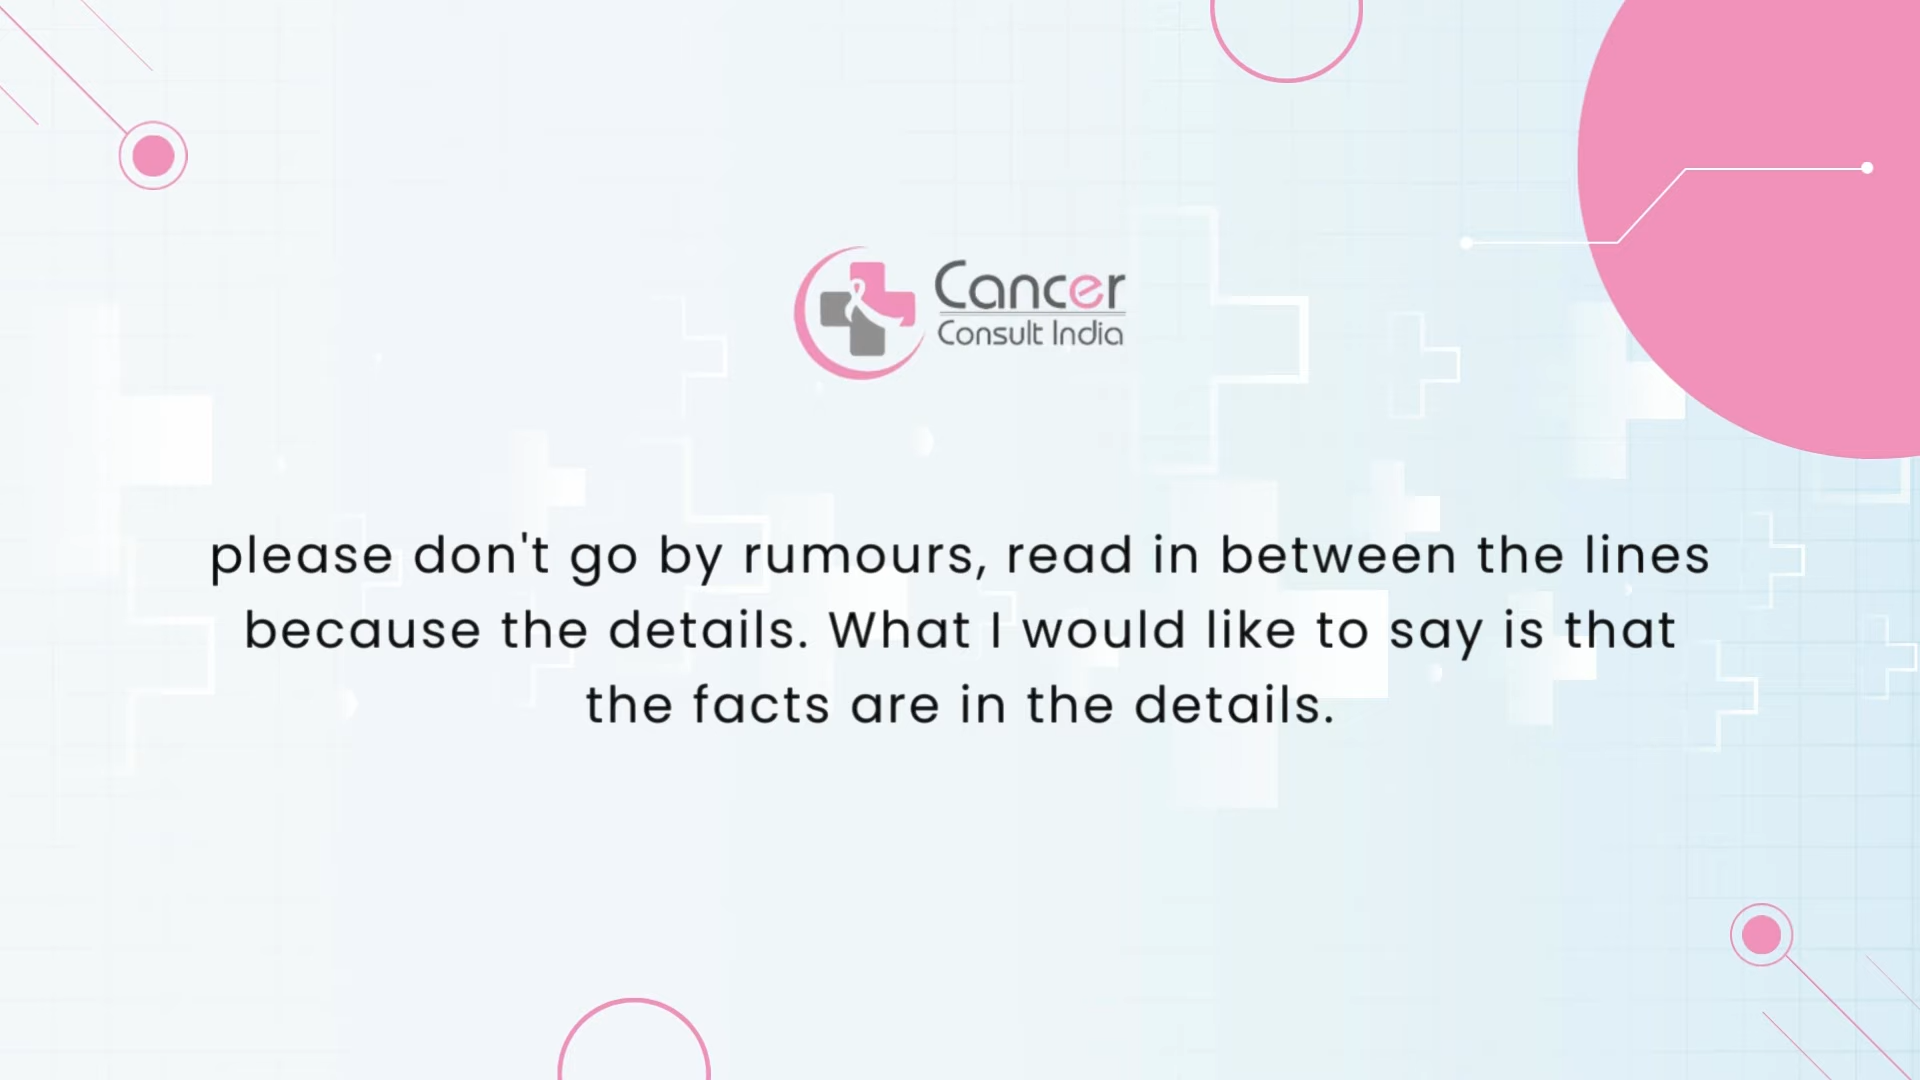 Cancer
Consult India
please don't go by rumours, read in between the lines
because the details. What I would like to say is that
the facts are in the details.